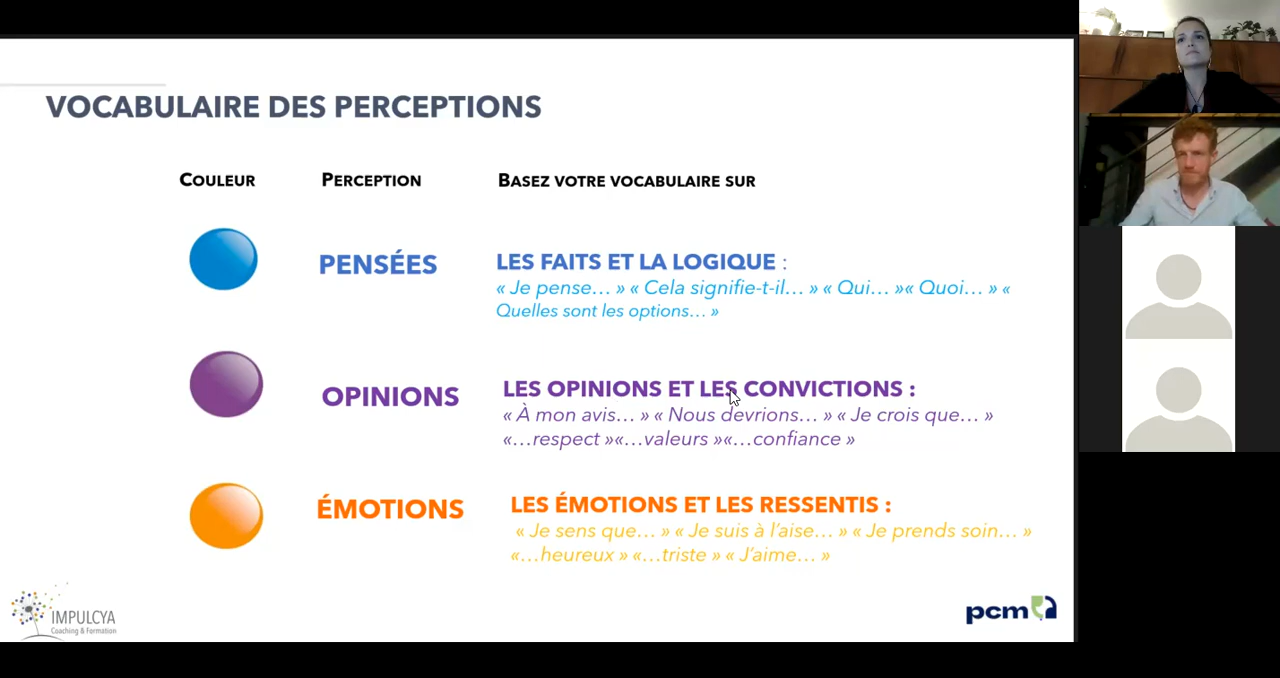 VOCABULAIRE DES PERCEPTIONS
COULEUR PERCEPTION BASEZ VOTRE VOCABULAIRE SUR
PENSÉES
LES FAITS ET LA LOGIQUE :
« Je pense… » « Cela signifie-t-il… » « Qui… »« Quoi… » «
Quelles sont les options… »
OPINIONS
LES OPINIONS ET LES CONVICTIONS :
« À mon avis… » « Nous devrions… » « Je crois que… »
«…respect »«…valeurs »«…confiance »
ÉMOTIONS
LES ÉMOTIONS ET LES RESSENTIS :
« Je sens que… » « Je suis à l’aise… » « Je prends soin… »
«…heureux » «…triste » « J’aime… »
IMPULCYA
Coaching & Formation
pcm